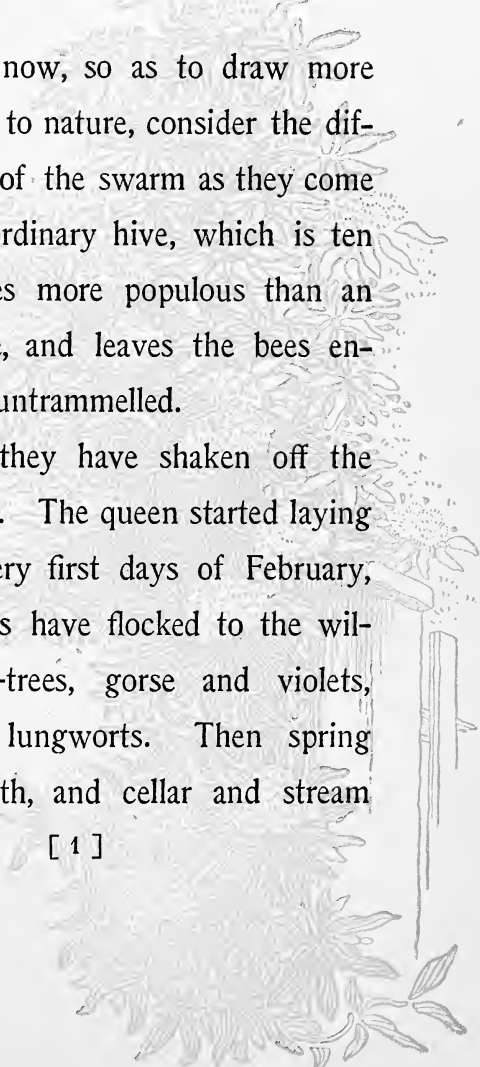 now, so as to draw more
to nature, consider the dif-
of the swarm as they come
rdinary hive, which is ten
es more populous than an
, and leaves the bees en-
untrammelled.
they have shaken off the
. The queen started laying
ery first days of February,
s have flocked to the wil-
-trees, gorse and violets,
lungworts. Then spring
th, and cellar and stream
[ 1 ]